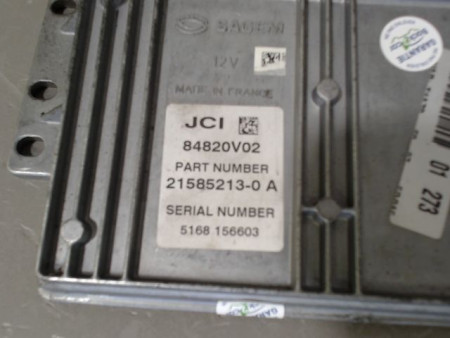 SAGEM
12V
MADE IN FRANCE
JCI
84820V02
PART NUMBER
21585213-0 A
SERIAL NUMBER
5168 156603
GARANTIE
01 273